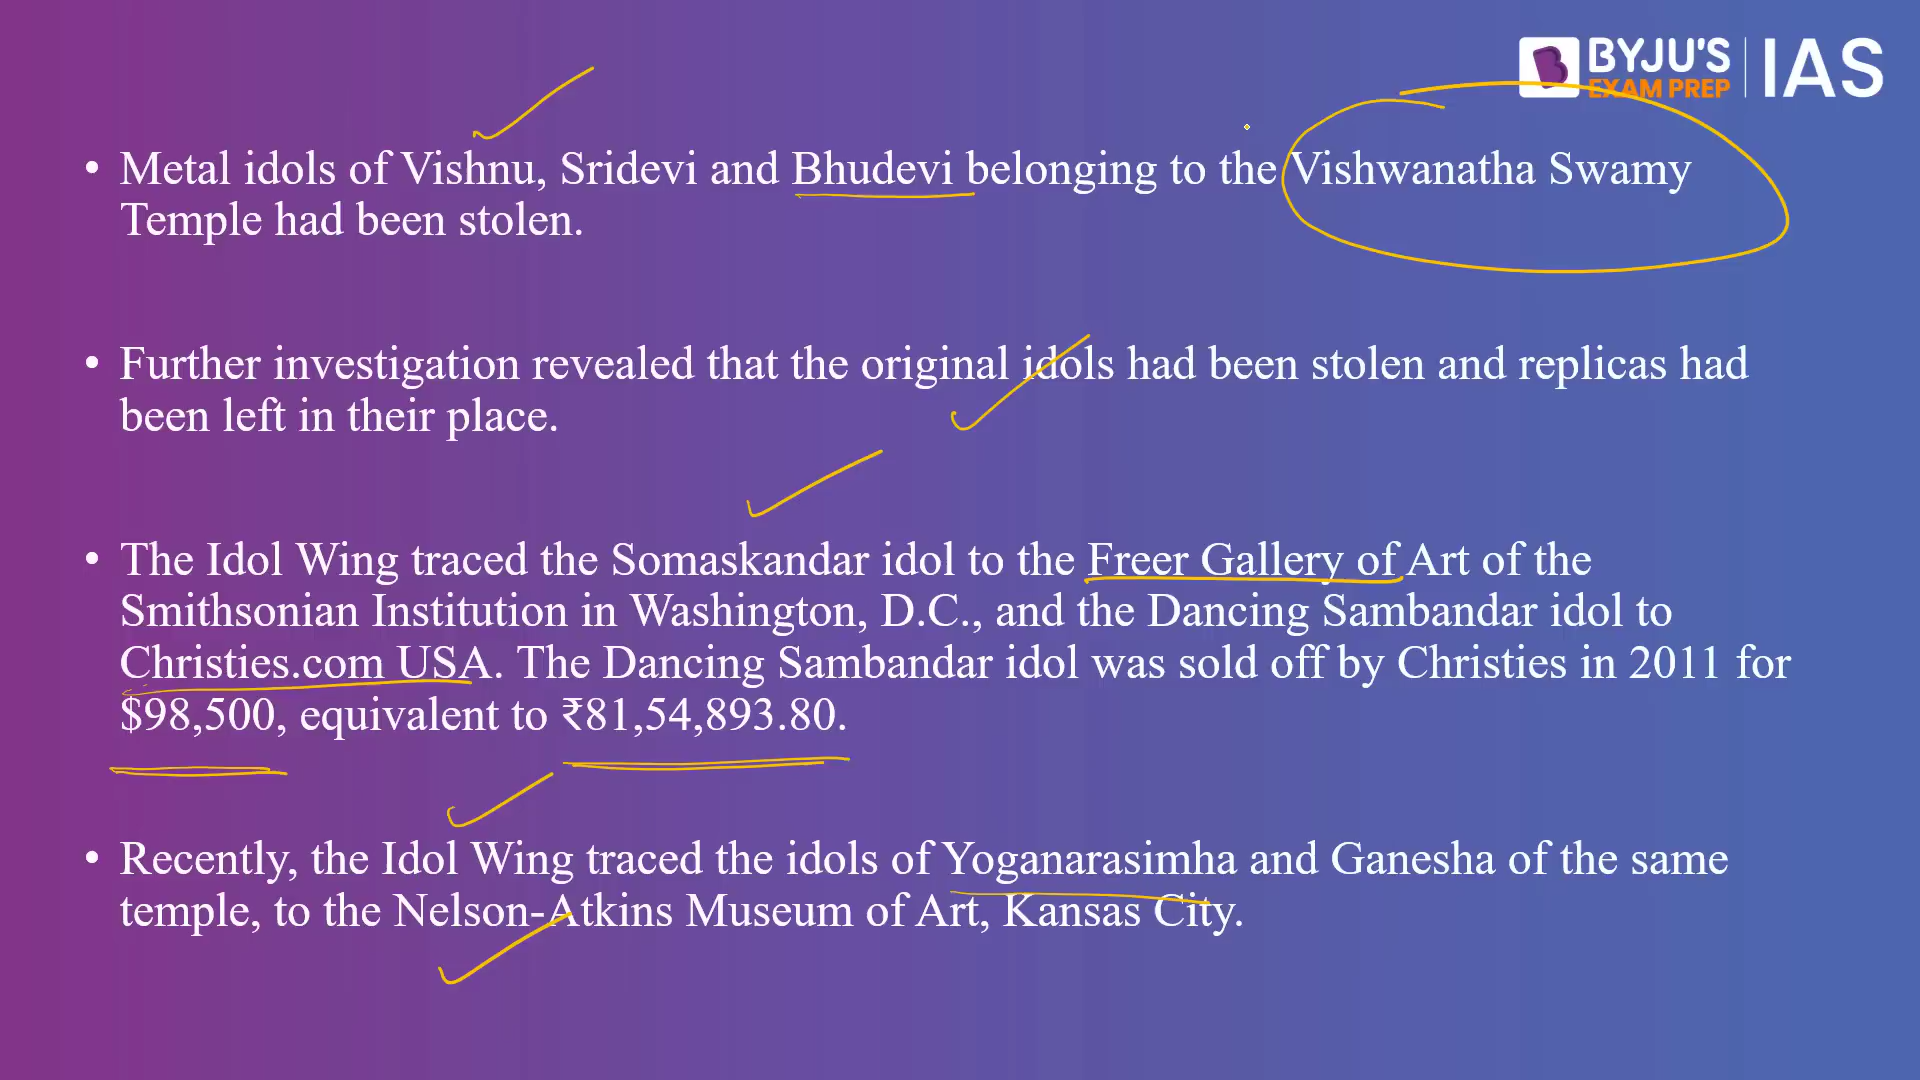 BYJU'S
EXAM PREP
IAS
• Metal idols of Vishnu, Sridevi and Bhudevi belonging to the Vishwanatha Swamy
Temple had been stolen.
• Further investigation revealed that the original idols had been stolen and replicas had
been left in their place.
• The Idol Wing traced the Somaskandar idol to the Freer Gallery of Art of the
Smithsonian Institution in Washington, D.C., and the Dancing Sambandar idol to
Christies.com USA. The Dancing Sambandar idol was sold off by Christies in 2011 for
$98,500, equivalent to ₹81,54,893.80.
• Recently, the Idol Wing traced the idols of Yoganarasimha and Ganesha of the same
temple, to the Nelson-Atkins Museum of Art, Kansas City.